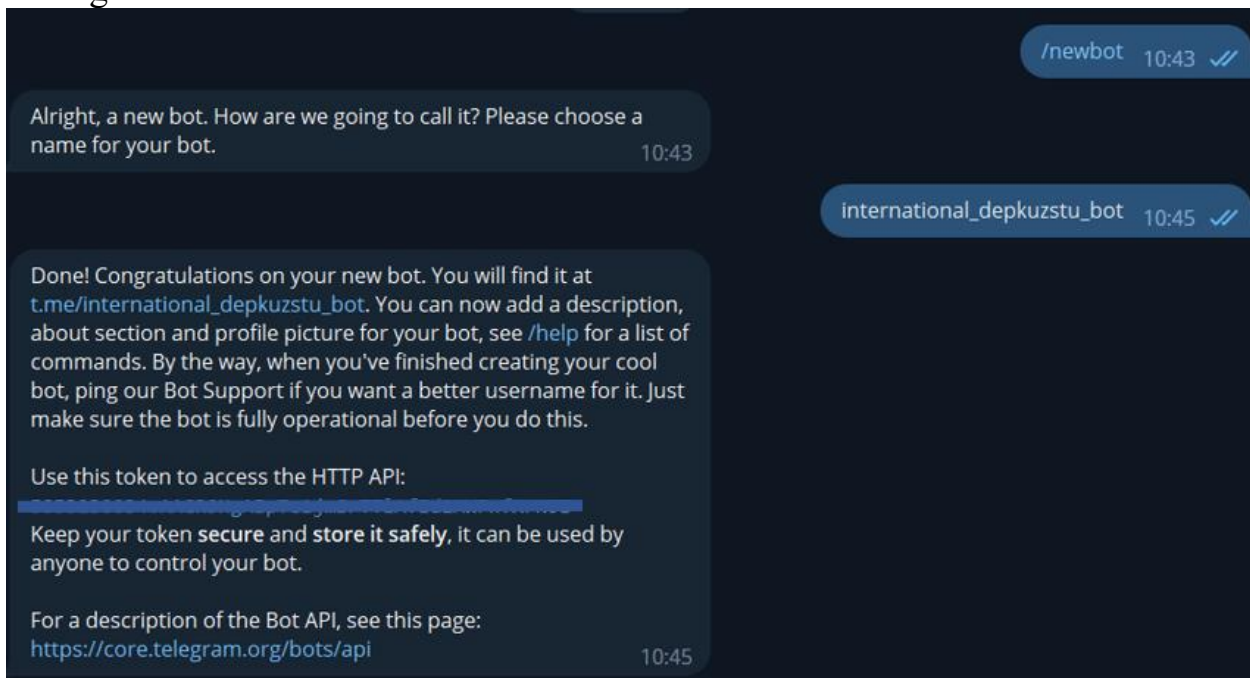 /newbot 10:43
Alright, a new bot. How are we going to call it? Please choose a
name for your bot.
10:43
international_depkuzstu_bot 10:45
Done! Congratulations on your new bot. You will find it at
t.me/international_depkuzstu_bot. You can now add a description,
about section and profile picture for your bot, see /help for a list of
commands. By the way, when you've finished creating your cool
bot, ping our Bot Support if you want a better username for it. Just
make sure the bot is fully operational before you do this.
Use this token to access the HTTP API:
Keep your token secure and store it safely, it can be used by
anyone to control your bot.
For a description of the Bot API, see this page:
https://core.telegram.org/bots/api
10:45